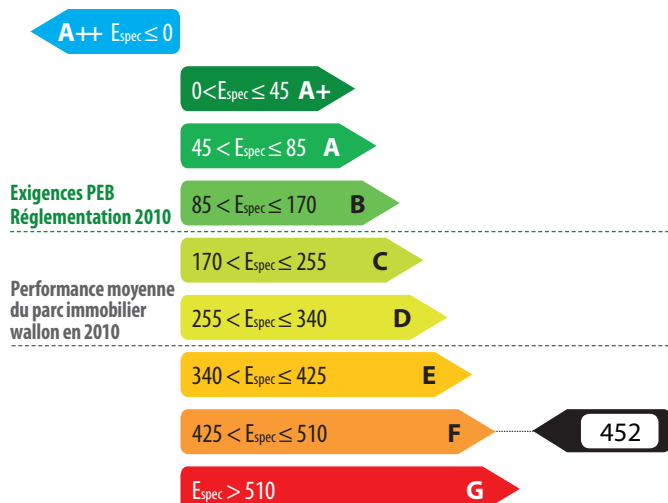 A++ Espec ≤ 0
0<Espec ≤ 45 A+
45 < Espec ≤ 85 A
Exigences PEB
Réglementation 2010
85 < Espec ≤ 170 B
170 < Espec ≤ 255 C
Performance moyenne
du parc immobilier
wallon en 2010
255 < Espec ≤ 340 D
340 < Espec ≤ 425 E
425 < Espec ≤ 510 F
452
Espec > 510 G